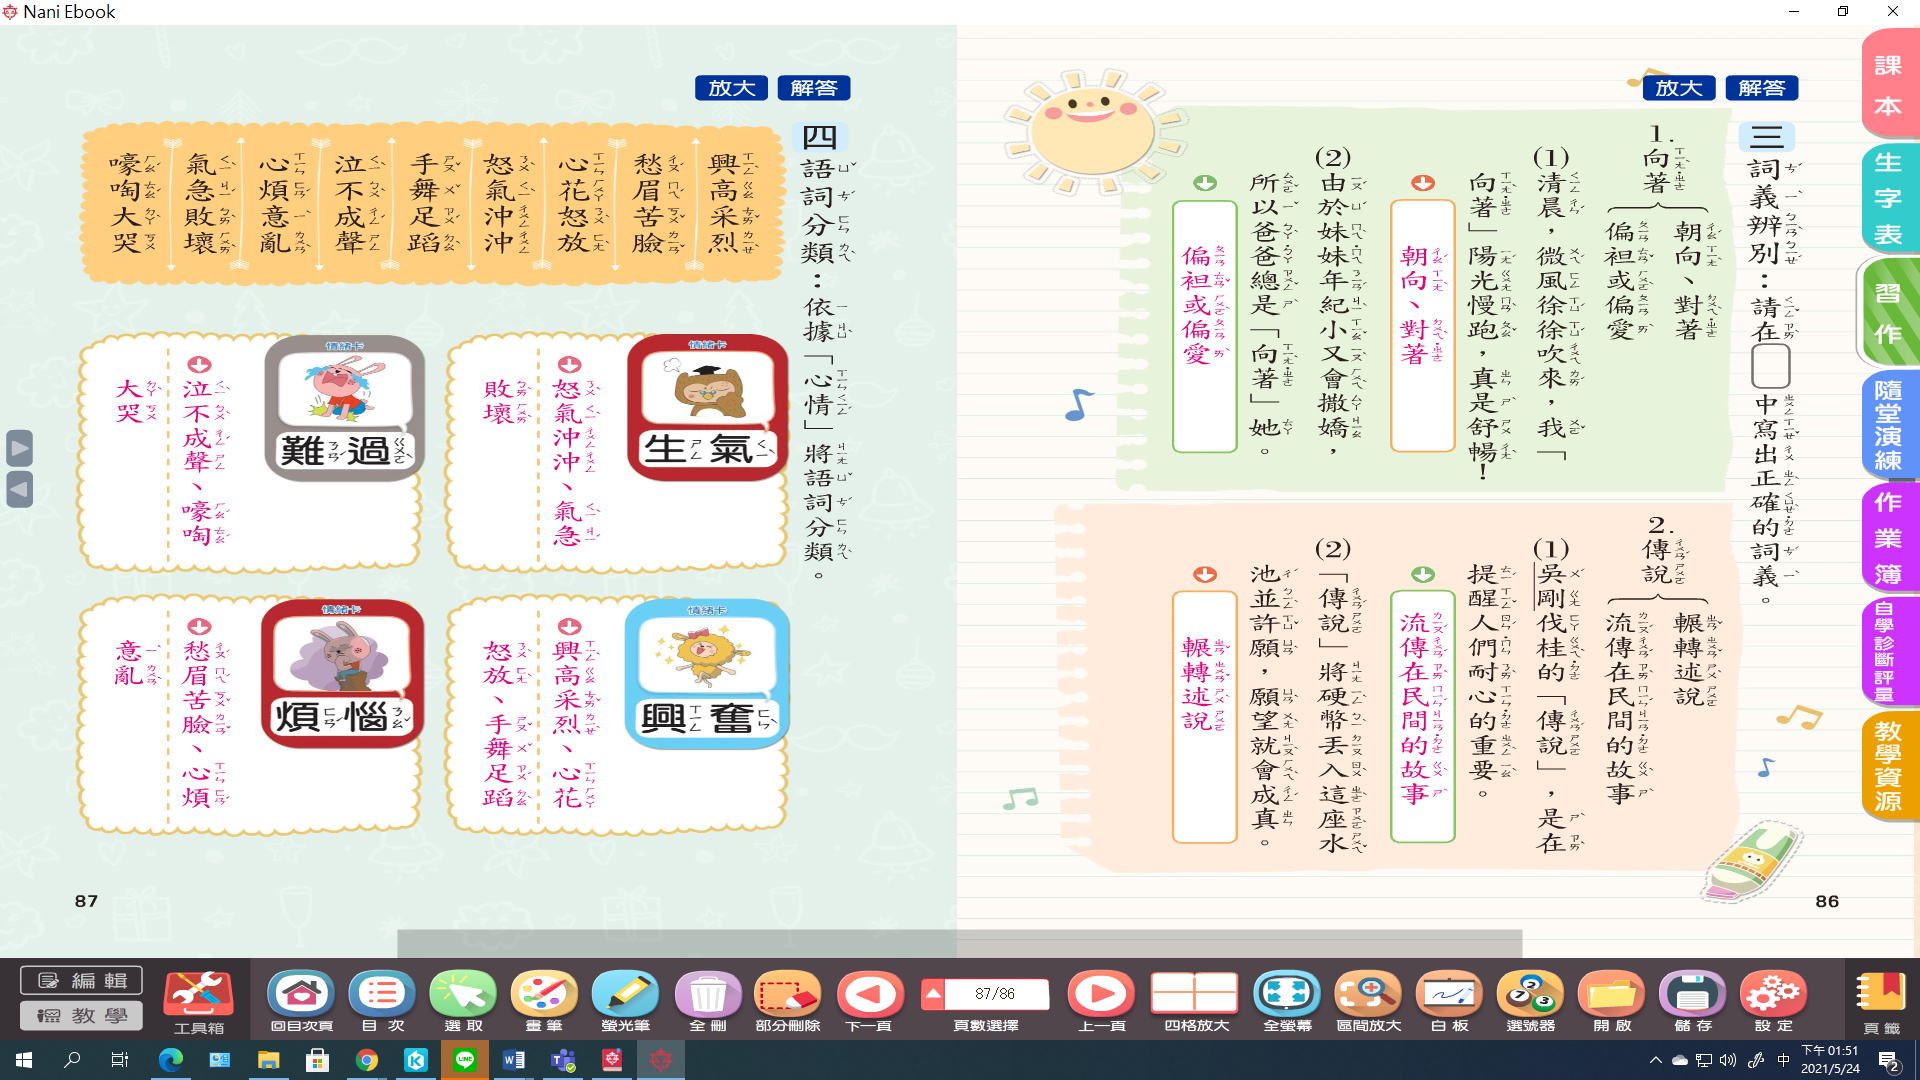 Nani Ebook
放大
解答
三
詞義辨別：請在
中寫出正確的詞義。
1.
向著
朝向、對著
偏袒或偏愛
(1)
清晨，微風徐徐吹來，我「
向著」陽光慢跑，真是舒暢！
朝向、對著
(2)
由於妹妹年紀小又會撒嬌，
所以爸爸總是「向著」她。
偏袒或偏愛
2.
傳說
輾轉述說
流傳在民間的故事
(1)
吳剛伐桂的「傳說」，是在
提醒人們耐心的重要。
流傳在民間的故事
(2)
「傳說」將硬幣丟入這座水
池並許願，願望就會成真。
輾轉述說
86
放大
解答
四
語詞分類：依據「心情」將語詞分類。
興高采烈
愁眉苦臉
心花怒放
怒氣沖沖
手舞足蹈
泣不成聲
心煩意亂
氣急敗壞
嚎啕大哭
情緒卡
生氣
怒氣沖沖、氣急
敗壞
情緒卡
難過
泣不成聲、嚎啕
大哭
情緒卡
興奮
興高采烈、心花
怒放、手舞足蹈
情緒卡
煩惱
愁眉苦臉、心煩
意亂
87
課本
生字表
習作
隨堂演練
作業簿
自學診斷評量
教學資源
編輯
教學
工具箱
回目次頁
目次
選取
畫筆
螢光筆
全刪
部分刪除
下一頁
87/86
頁數選擇
上一頁
四格放大
全螢幕
區間放大
白板
選號器
開啟
儲存
設定
頁籤
中
下午 01:51
2021/5/24
2